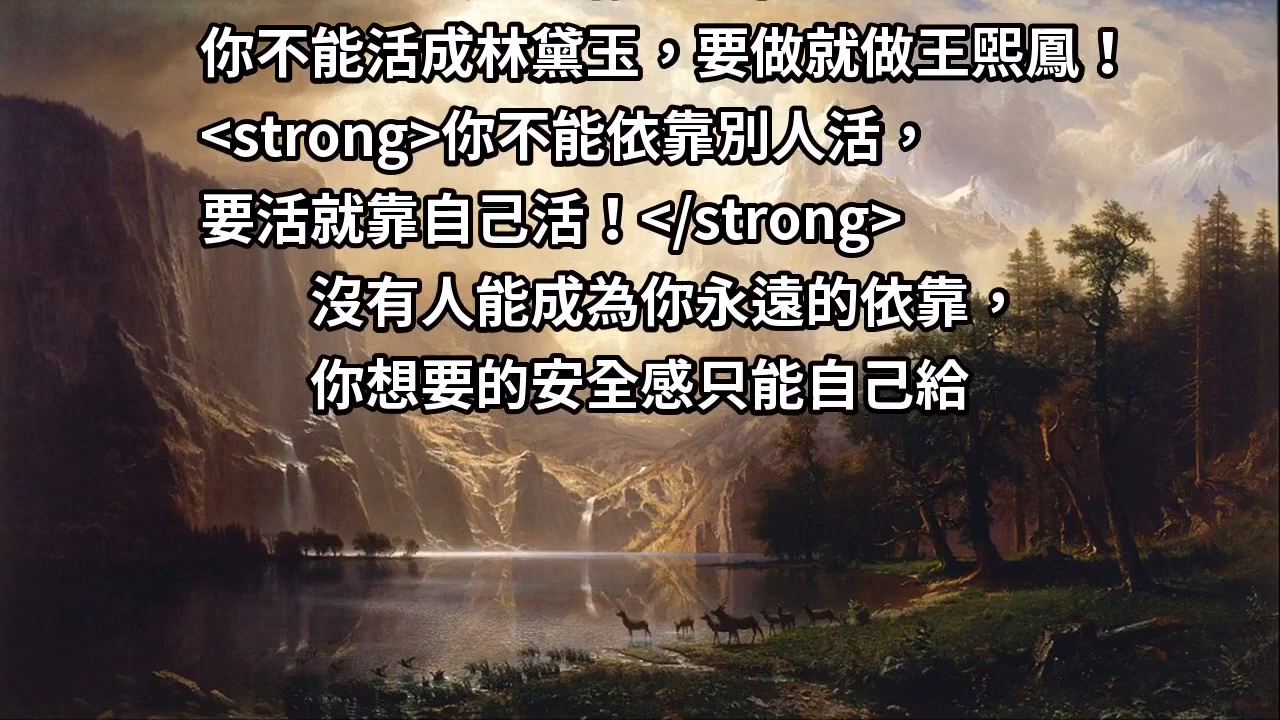 你不能活成林黛玉，要做就做王熙鳳！
<strong>你不能依靠別人活，
要活就靠自己活！</strong>
沒有人能成為你永遠的依靠，
你想要的安全感只能自己給